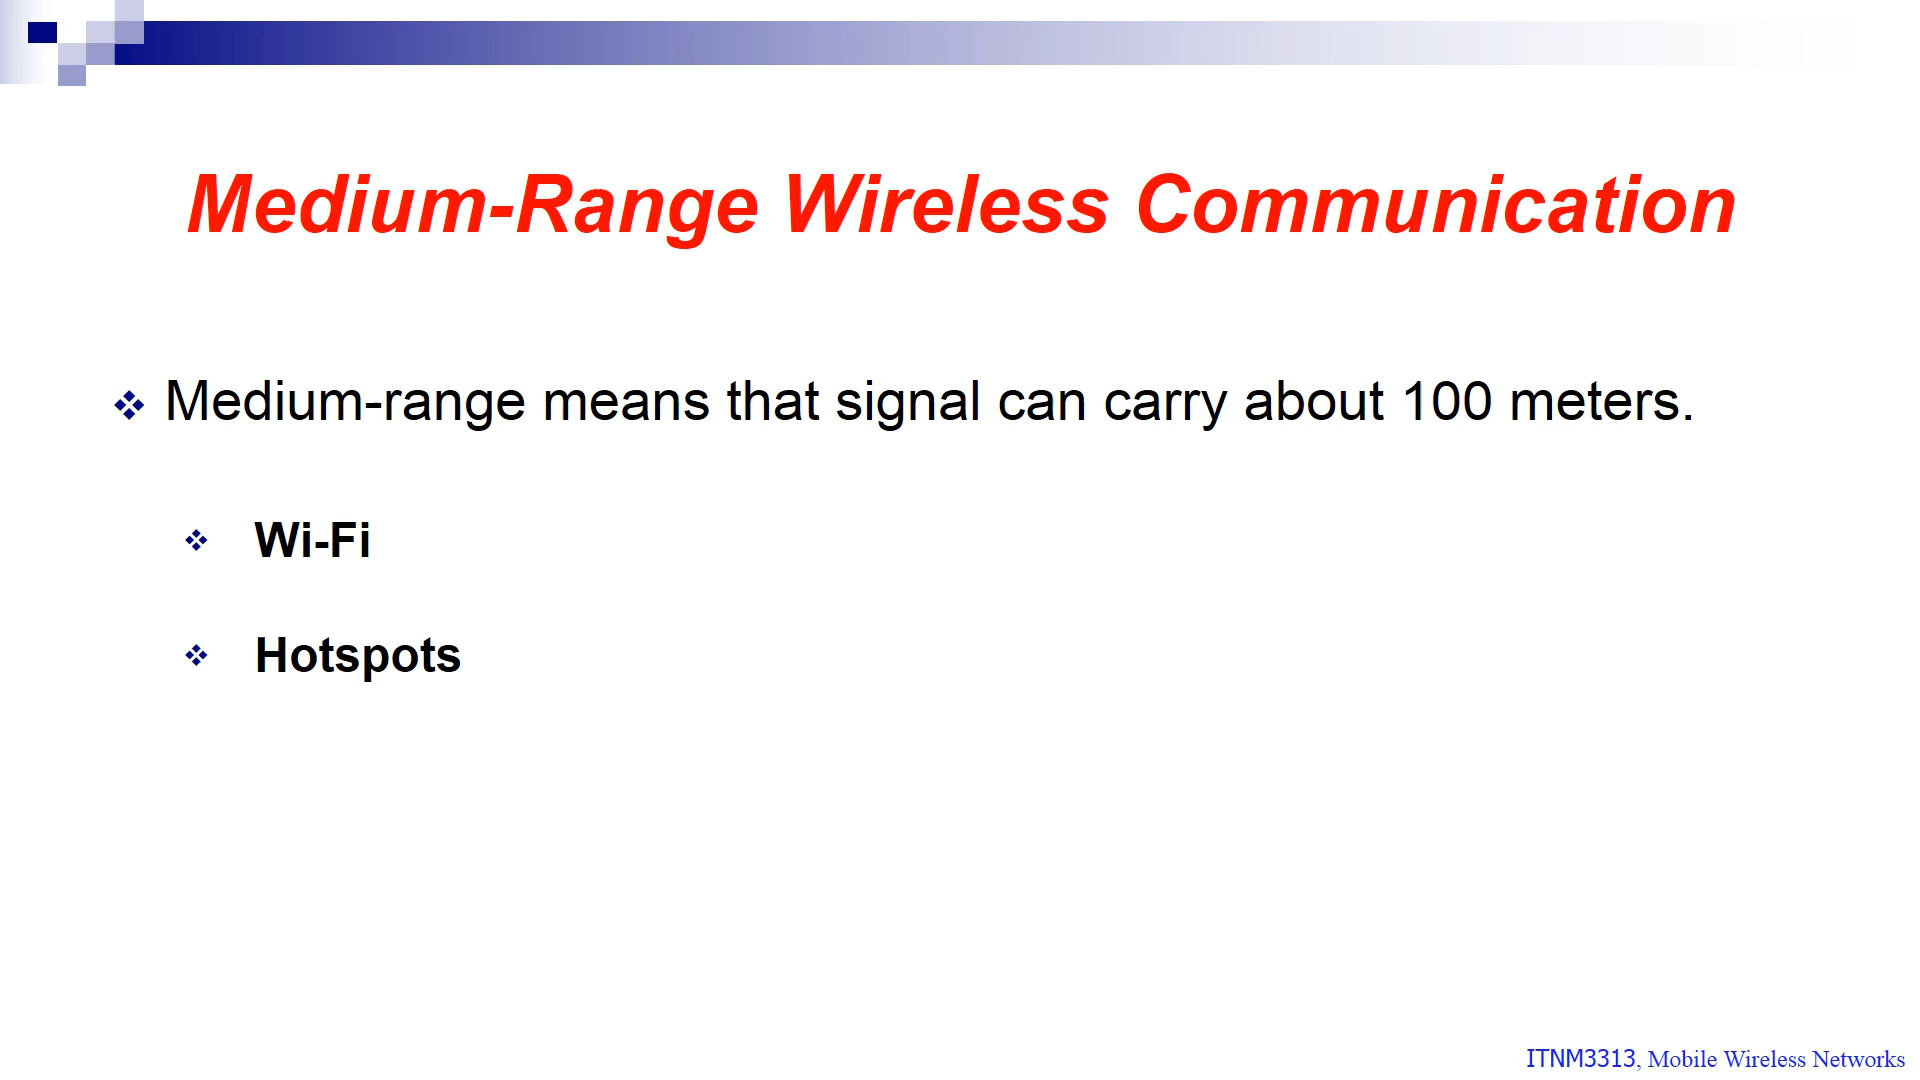 Medium-Range Wireless Communication
❖ Medium-range means that signal can carry about 100 meters.
❖ Wi-Fi
❖ Hotspots
ITNM3313, Mobile Wireless Networks